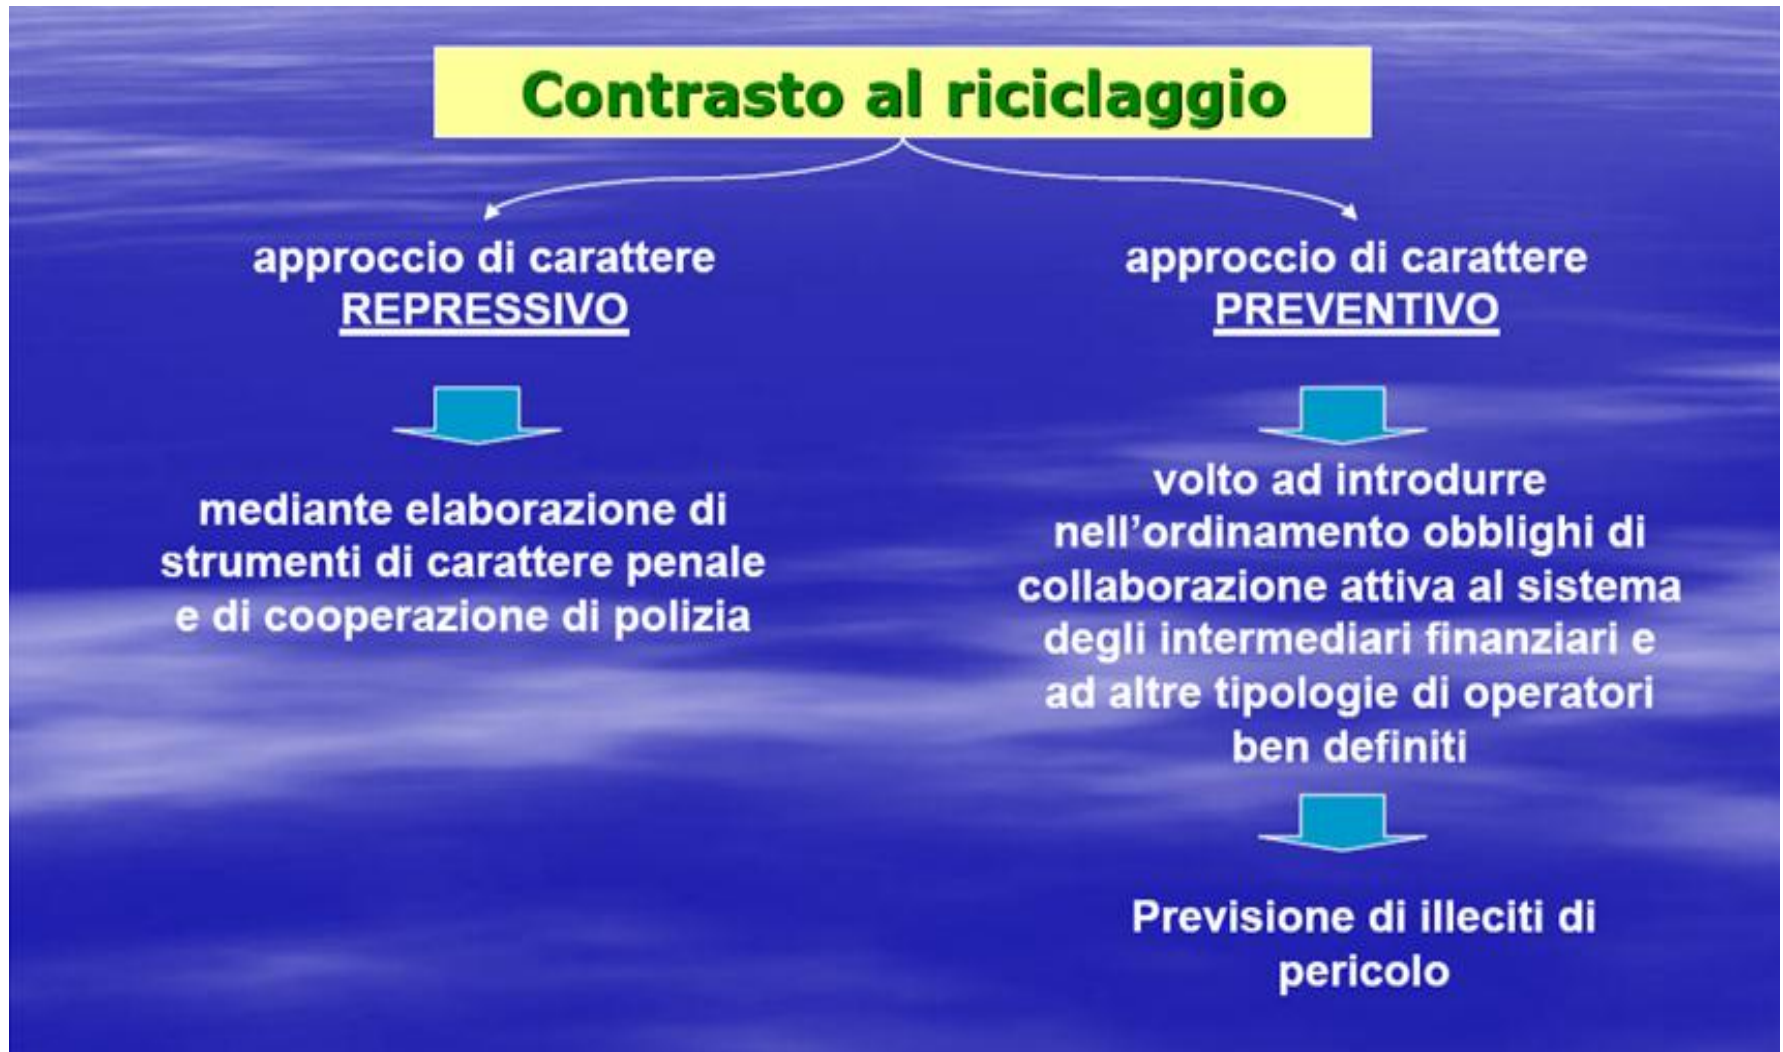 Contrasto al riciclaggio
approccio di carattere
REPRESSIVO
mediante elaborazione di
strumenti di carattere penale
e di cooperazione di polizia
approccio di carattere
PREVENTIVO
volto ad introdurre
nell’ordinamento obblighi di
collaborazione attiva al sistema
degli intermediari finanziari e
ad altre tipologie di operatori
ben definiti
Previsione di illeciti di
pericolo